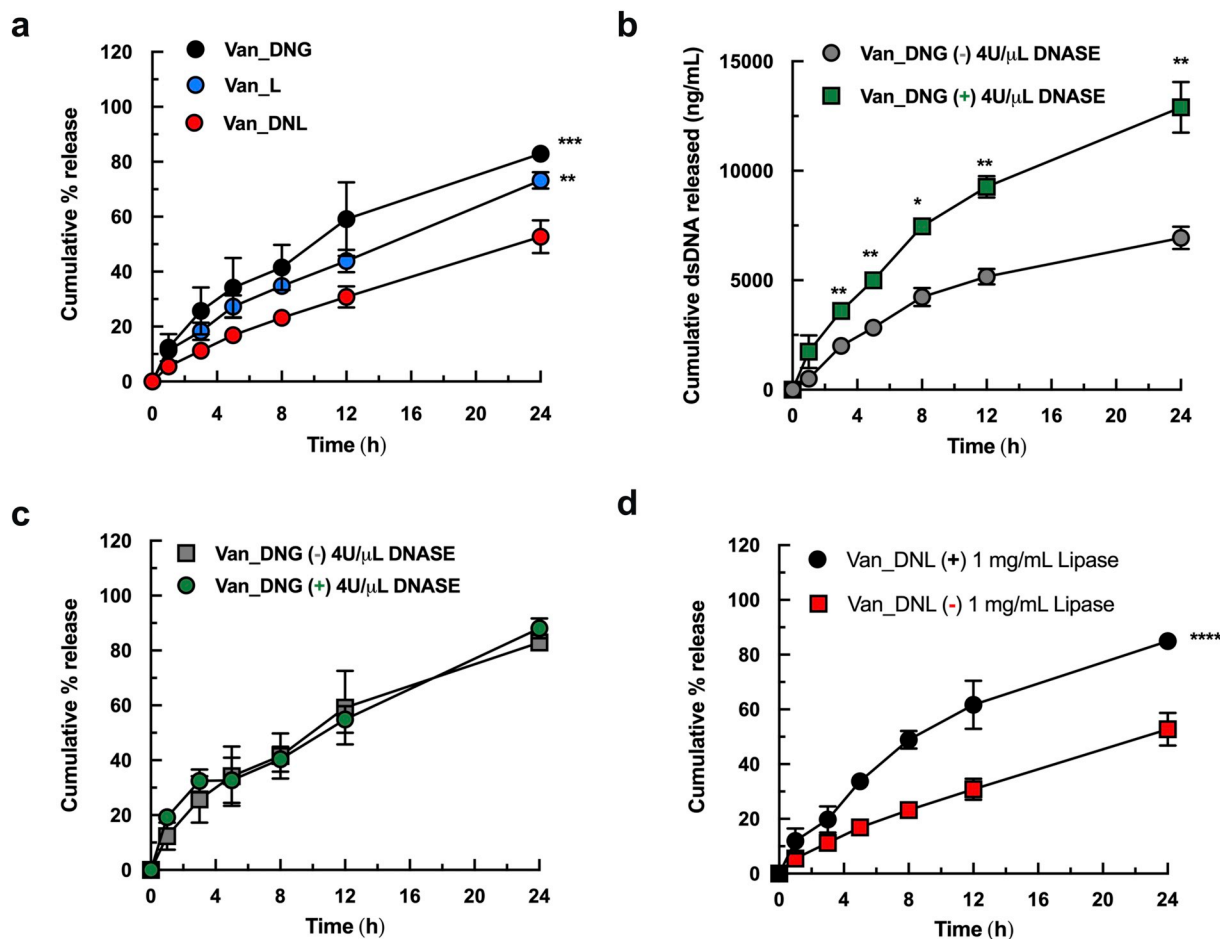 a
Cumulative % release
120
100
80
60
40
20
0
Van_DNG
Van_L
Van_DNL
***
**
0 4 8 12 16 20 24
Time (h)
b
Cumulative dsDNA released (ng/mL)
15000
10000
5000
0
Van_DNG (-) 4U/μL DNASE
Van_DNG (+) 4U/μL DNASE
**
**
*
**
**
0 4 8 12 16 20 24
Time (h)
c
Cumulative % release
120
100
80
60
40
20
0
Van_DNG (-) 4U/μL DNASE
Van_DNG (+) 4U/μL DNASE
0 4 8 12 16 20 24
Time (h)
d
Cumulative % release
120
100
80
60
40
20
0
Van_DNL (+) 1 mg/mL Lipase
Van_DNL (-) 1 mg/mL Lipase
****
0 4 8 12 16 20 24
Time (h)